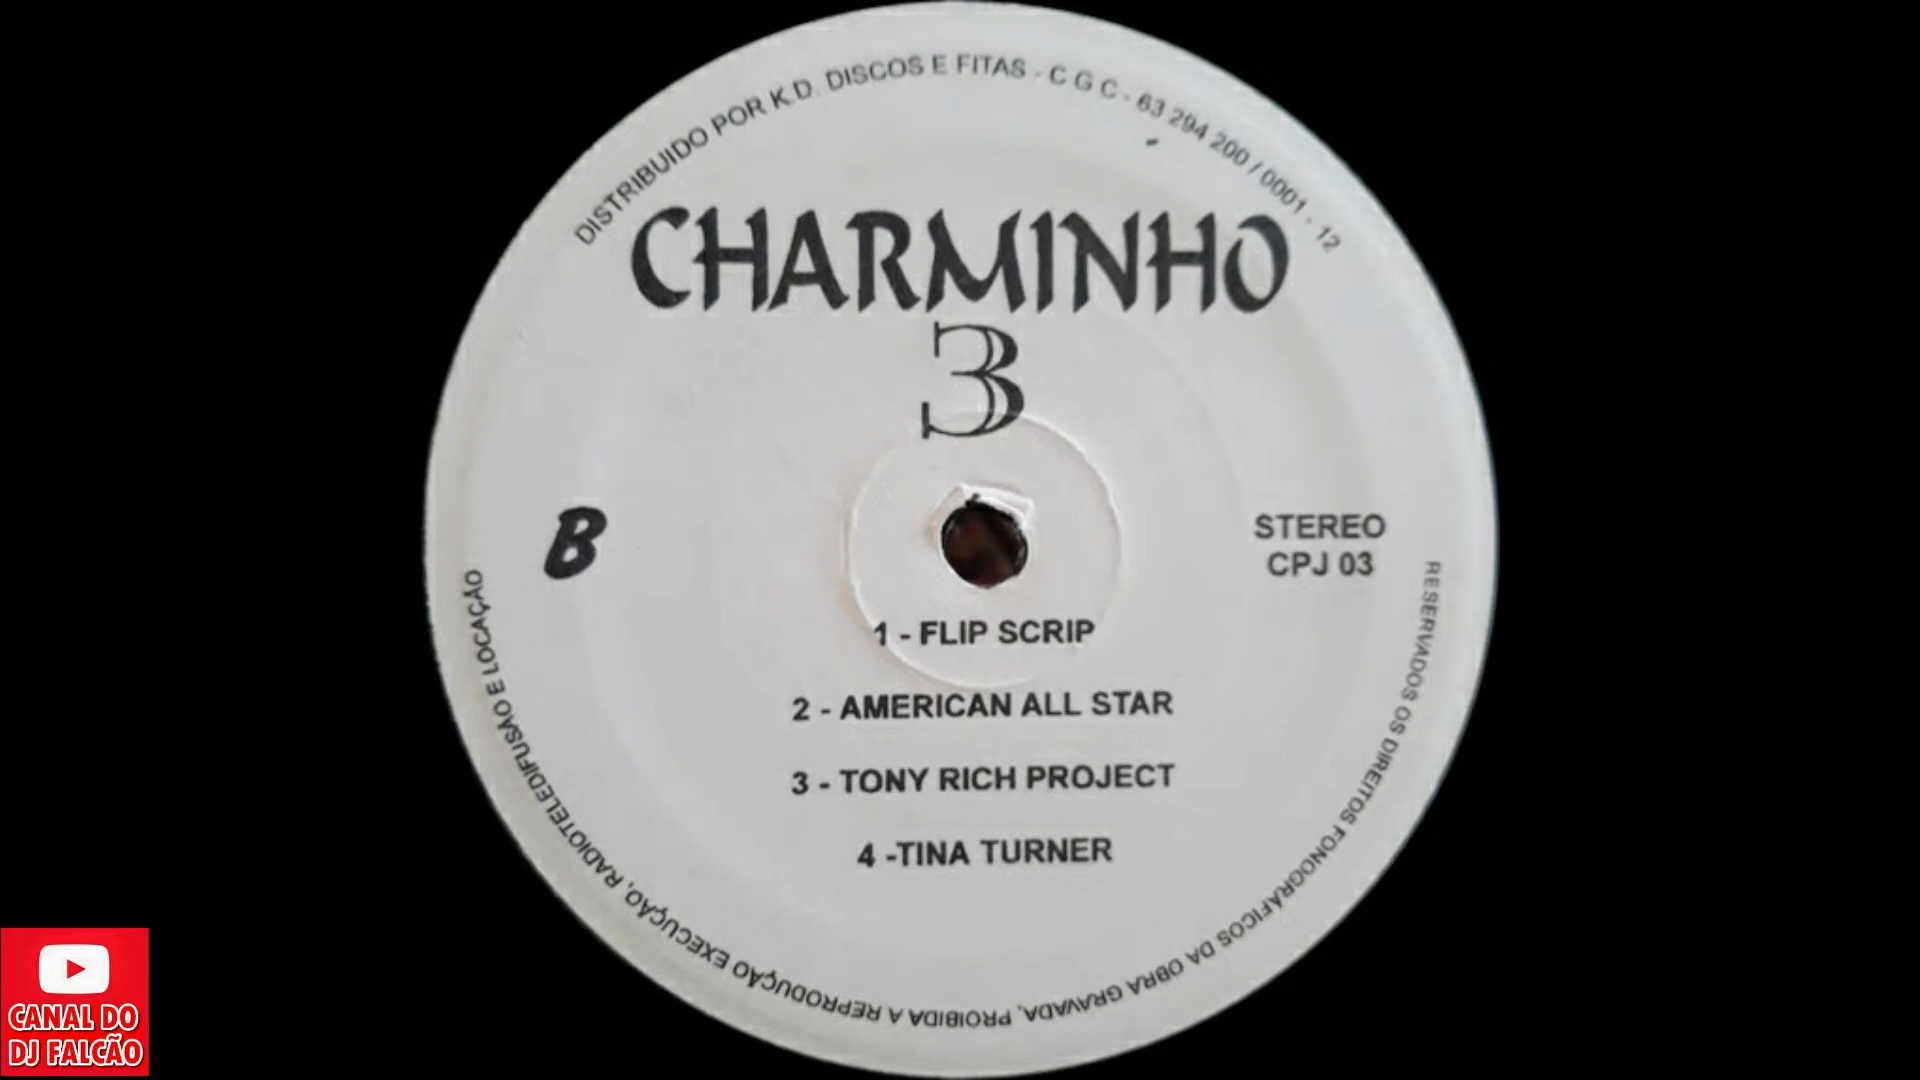 DISTRIBUIDO POR K.D. DISCOS E FITAS - C G C - 63 294 200 / 0001 - 12
CHARMINHO
3
B
STEREO
CPJ 03
1 - FLIP SCRIP
2 - AMERICAN ALL STAR
3 - TONY RICH PROJECT
4 -TINA TURNER
RESERVADOS OS DIREITOS FONOGRÁFICOS DA OBRA GRAVADA, PROIBIDA A REPRODUÇÃO EXECUÇÃO, RADIOTELEDIFUSÃO E LOCAÇÃO
CANAL DO
DJ FALCÃO